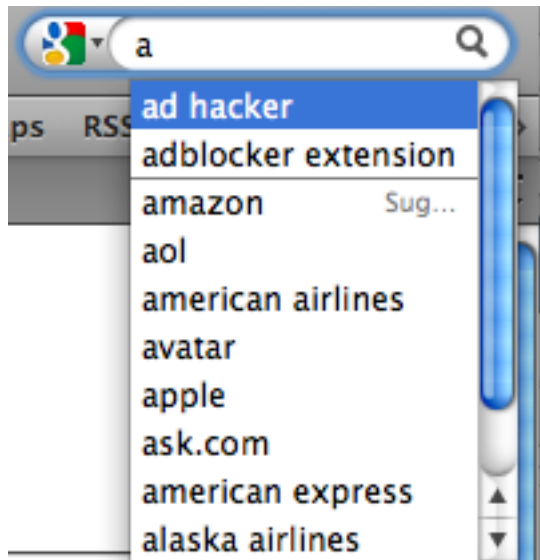 a
ad hacker
ps RSS
adblocker extension
amazon Sug...
aol
american airlines
avatar
apple
ask.com
american express
alaska airlines